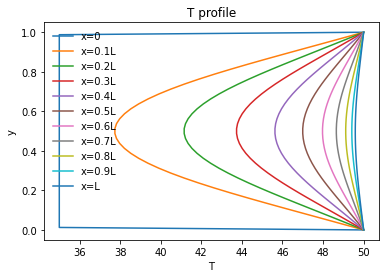 T profile
1.0
0.8
0.6
0.4
0.2
0.0
y
x=0
x=0.1L
x=0.2L
x=0.3L
x=0.4L
x=0.5L
x=0.6L
x=0.7L
x=0.8L
x=0.9L
x=L
36 38 40 42 44 46 48 50
T